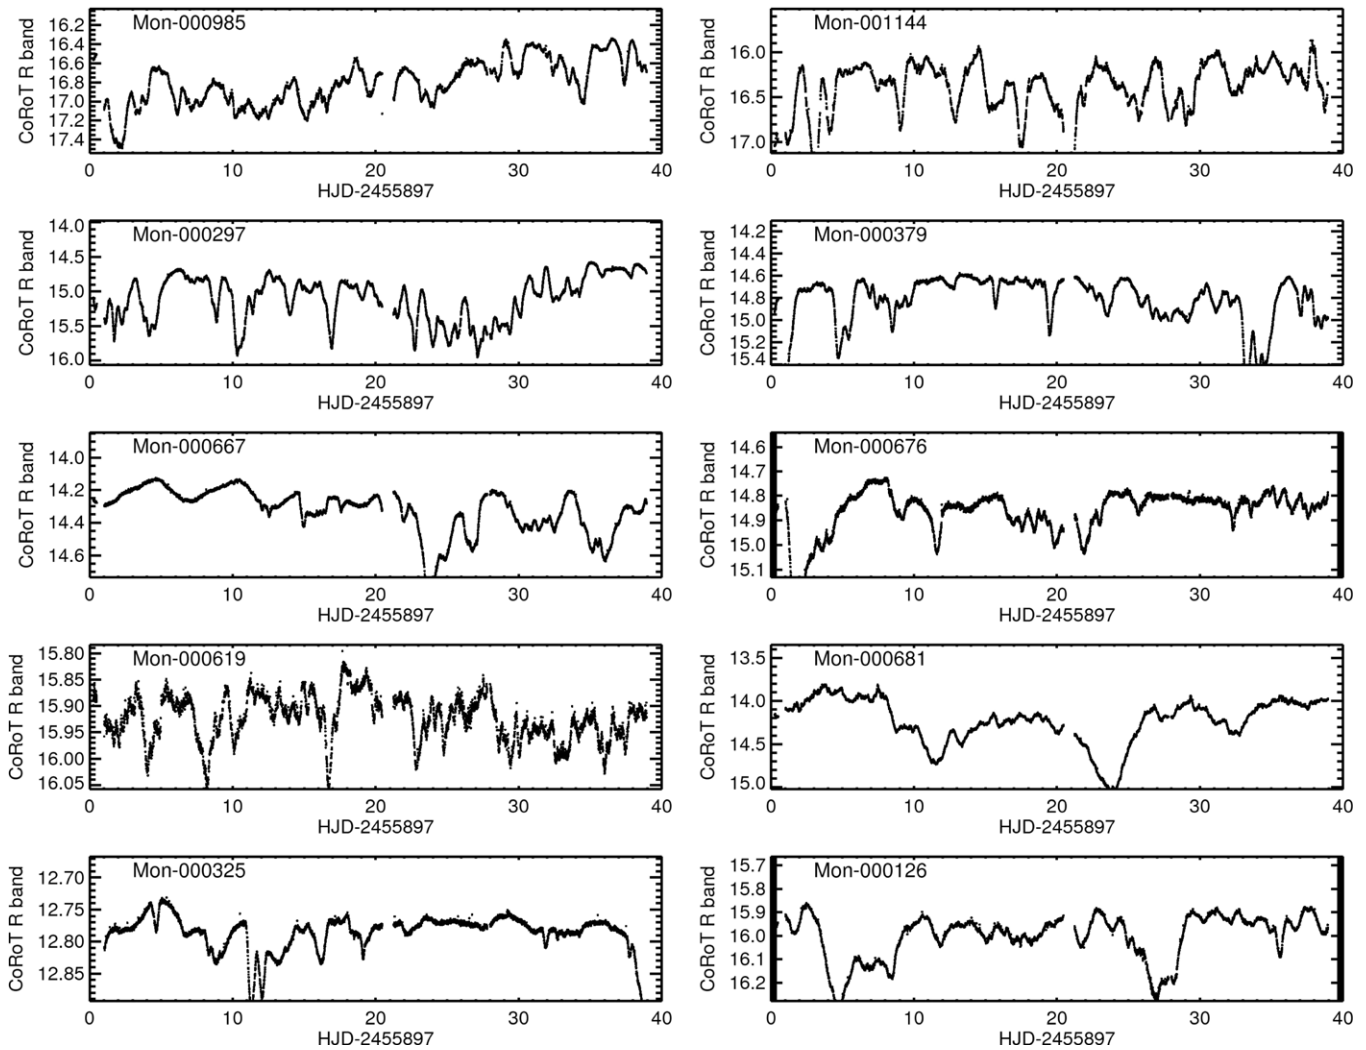 Mon-000985
CoRoT R band
16.2
16.4
16.6
16.8
17.0
17.2
17.4
0 10 20 30 40
HJD-2455897
Mon-001144
CoRoT R band
16.0
16.5
17.0
0 10 20 30 40
HJD-2455897
Mon-000297
CoRoT R band
14.0
14.5
15.0
15.5
16.0
0 10 20 30 40
HJD-2455897
Mon-000379
CoRoT R band
14.2
14.4
14.6
14.8
15.0
15.2
15.4
0 10 20 30 40
HJD-2455897
Mon-000667
CoRoT R band
14.0
14.2
14.4
14.6
0 10 20 30 40
HJD-2455897
Mon-000676
CoRoT R band
14.6
14.7
14.8
14.9
15.0
15.1
0 10 20 30 40
HJD-2455897
Mon-000619
CoRoT R band
15.80
15.85
15.90
15.95
16.00
16.05
0 10 20 30 40
HJD-2455897
Mon-000681
CoRoT R band
13.5
14.0
14.5
15.0
0 10 20 30 40
HJD-2455897
Mon-000325
CoRoT R band
12.70
12.75
12.80
12.85
0 10 20 30 40
HJD-2455897
Mon-000126
CoRoT R band
15.7
15.8
15.9
16.0
16.1
16.2
0 10 20 30 40
HJD-2455897